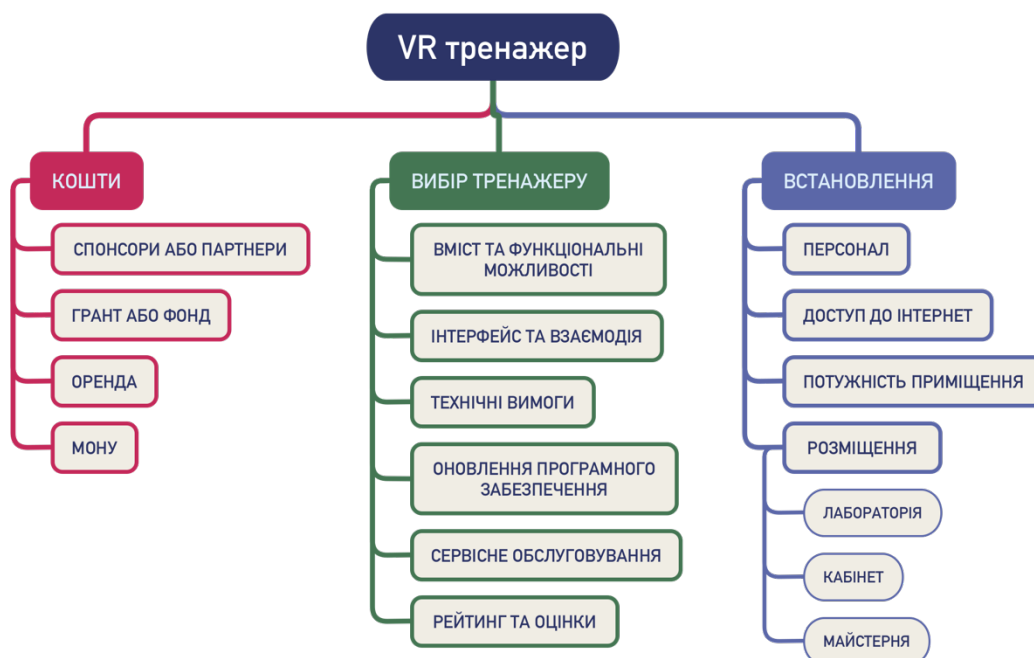 VR тренажер
КОШТИ
СПОНСОРИ АБО ПАРТНЕРИ
ГРАНТ АБО ФОНД
ОРЕНДА
МОНУ
ВИБІР ТРЕНАЖЕРУ
ВМІСТ ТА ФУНКЦІОНАЛЬНІ
МОЖЛИВОСТІ
ІНТЕРФЕЙС ТА ВЗАЄМОДІЯ
ТЕХНІЧНІ ВИМОГИ
ОНОВЛЕННЯ ПРОГРАМНОГО
ЗАБЕЗПЕЧЕННЯ
СЕРВІСНЕ ОБСЛУГОВУВАННЯ
РЕЙТИНГ ТА ОЦІНКИ
ВСТАНОВЛЕННЯ
ПЕРСОНАЛ
ДОСТУП ДО ІНТЕРНЕТ
ПОТУЖНІСТЬ ПРИМІЩЕННЯ
РОЗМІЩЕННЯ
ЛАБОРАТОРІЯ
КАБІНЕТ
МАЙСТЕРНЯ